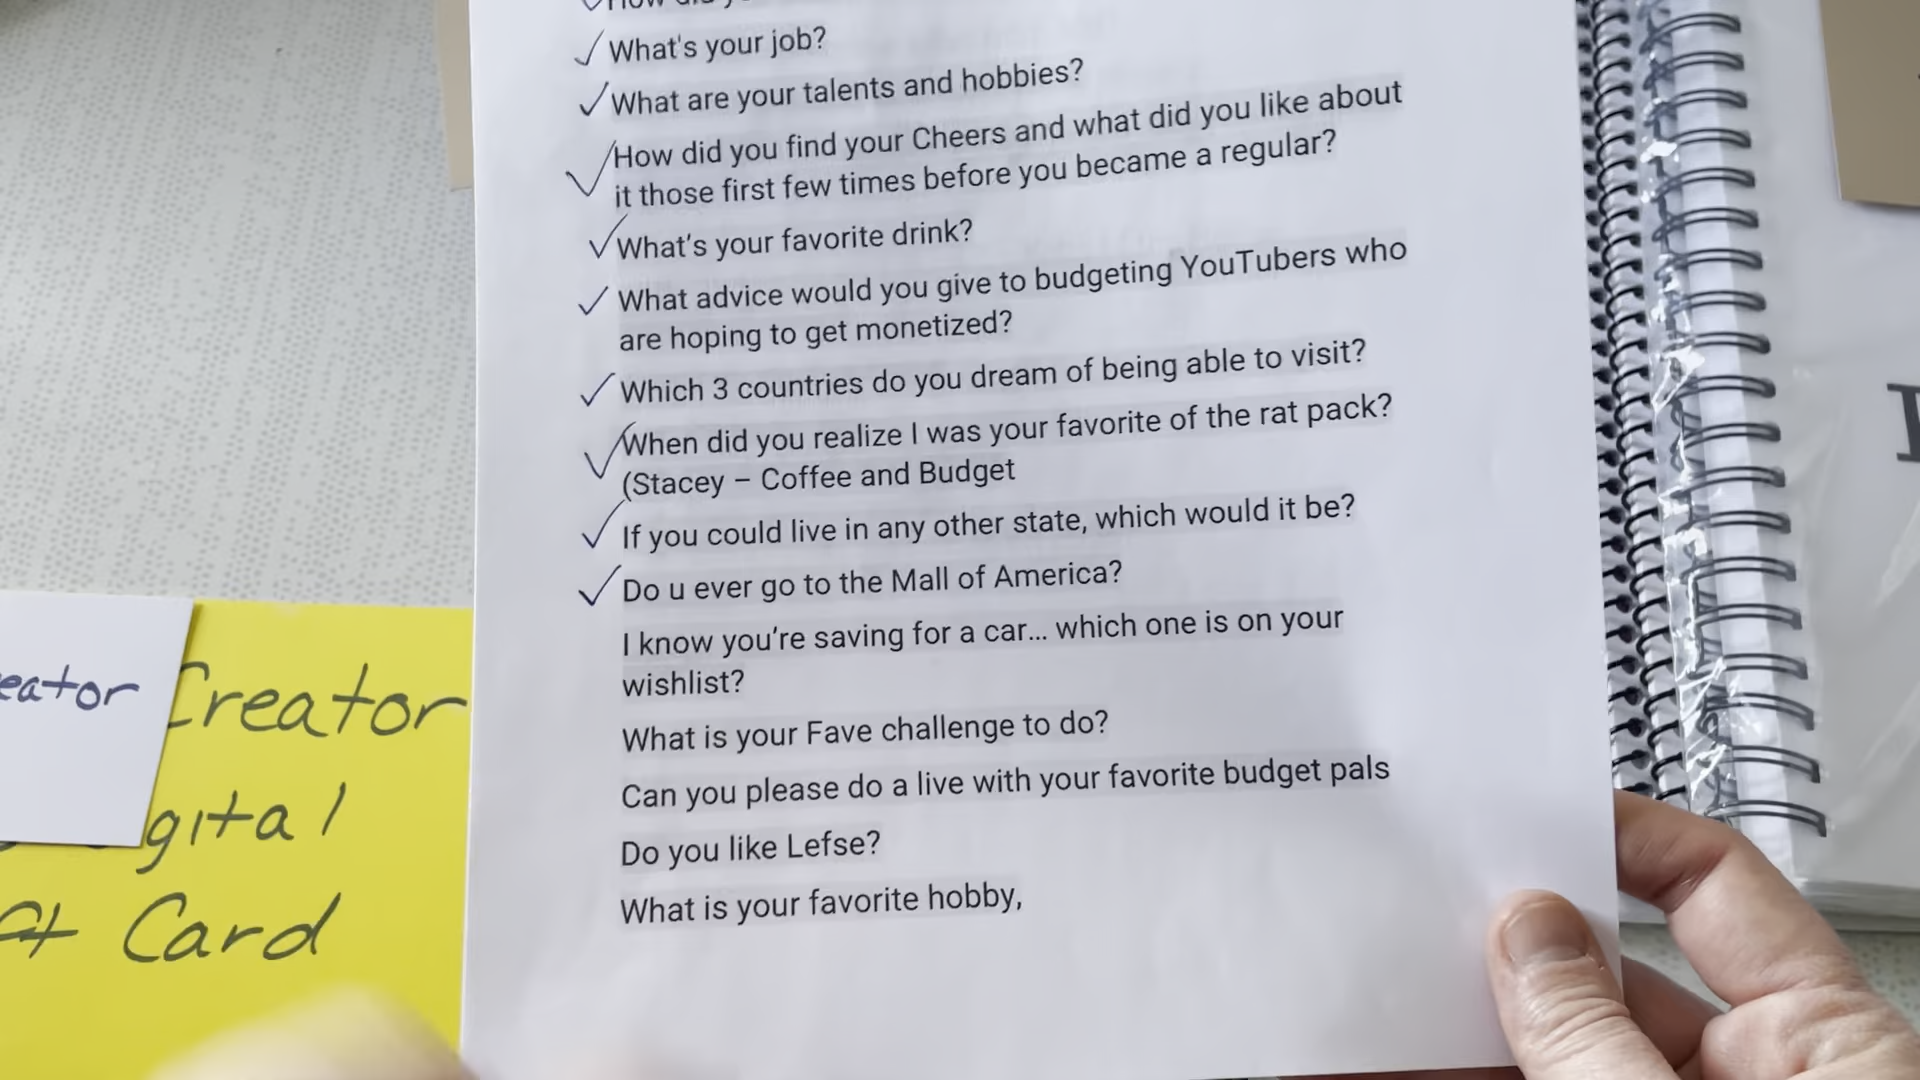 How did
What's your job?
What are your talents and hobbies?
How did you find your Cheers and what did you like about
it those first few times before you became a regular?
What's your favorite drink?
What advice would you give to budgeting YouTubers who
are hoping to get monetized?
Which 3 countries do you dream of being able to visit?
When did you realize I was your favorite of the rat pack?
(Stacey – Coffee and Budget
If you could live in any other state, which would it be?
Do u ever go to the Mall of America?
I know you're saving for a car... which one is on your
wishlist?
What is your Fave challenge to do?
Can you please do a live with your favorite budget pals
Do you like Lefse?
What is your favorite hobby,
eator
Creator
gital
Card